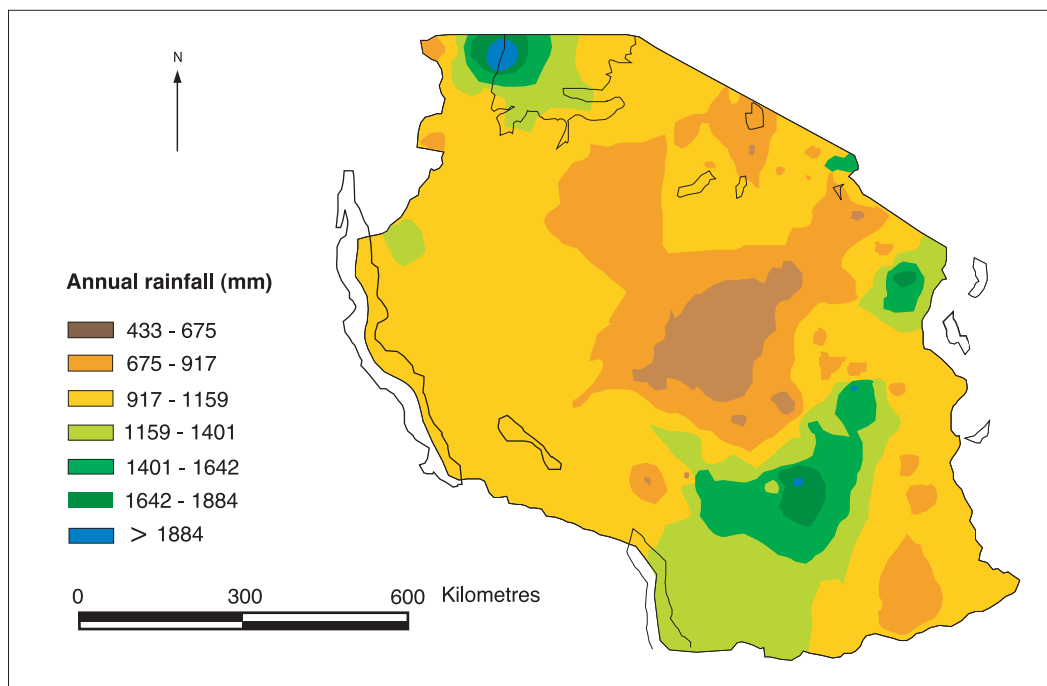 N
Annual rainfall (mm)
433 - 675
675 - 917
917 - 1159
1159 - 1401
1401 - 1642
1642 - 1884
> 1884
0 300 600 Kilometres